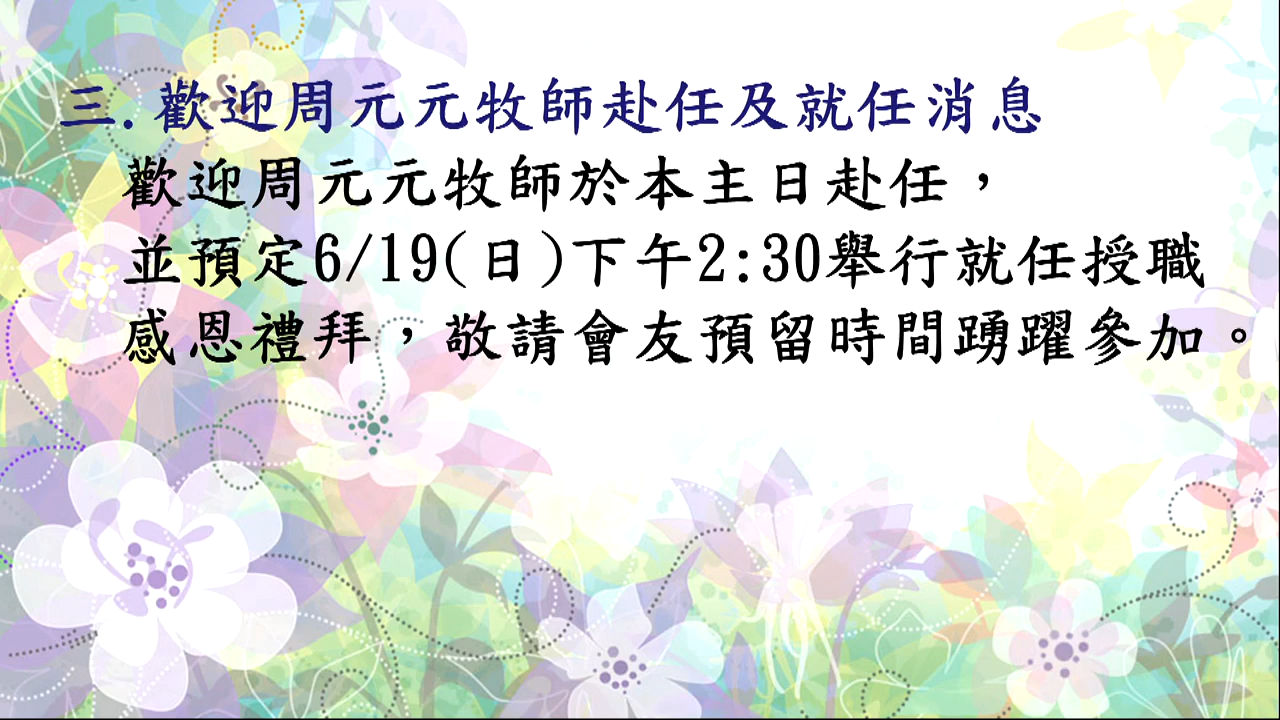 三.歡迎周元元牧師赴任及就任消息
歡迎周元元牧師於本主日赴任，
並預定6/19(日)下午2:30舉行就任授職
感恩禮拜，敬請會友預留時間踴躍參加。